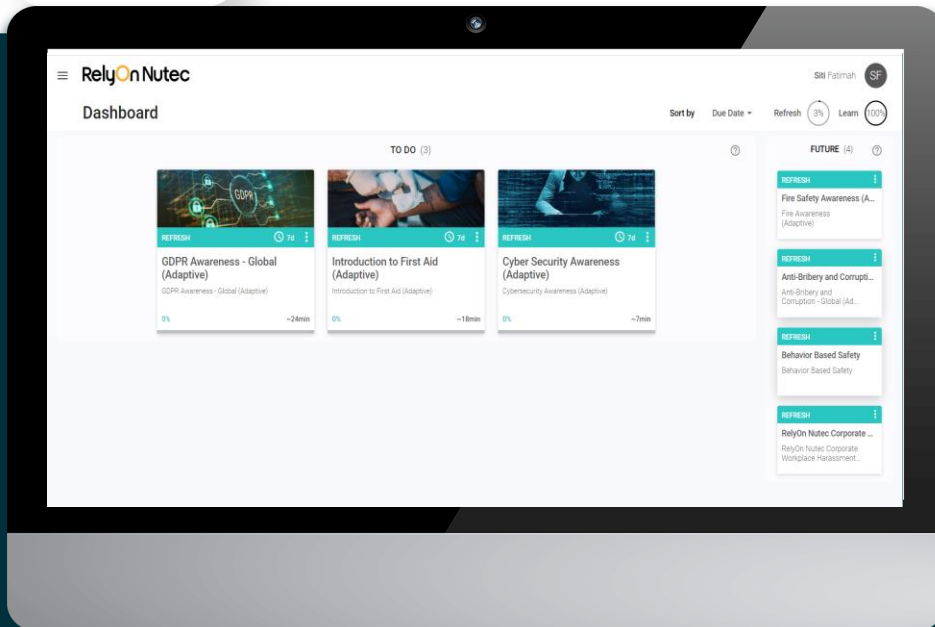 RelyOn Nutec
Siti Fatimah SF
Dashboard
Sort by Due Date Refresh 3% Learn 100%
TO DO (3)
GDPR
REFRESH 7d
GDPR Awareness - Global
(Adaptive)
GDPR Awareness - Global (Adaptive)
0% ~24min
REFRESH 7d
Introduction to First Aid
(Adaptive)
Introduction to First Aid (Adaptive)
0% ~18min
REFRESH 7d
Cyber Security Awareness
(Adaptive)
Cybersecurity Awareness (Adaptive)
0% ~7min
FUTURE (4)
REFRESH
Fire Safety Awareness (A...
Fire Awareness
(Adaptive)
REFRESH
Anti-Bribery and Corrupti...
Anti-Bribery and
Corruption - Global (Ad...
REFRESH
Behavior Based Safety
Behavior Based Safety
REFRESH
RelyOn Nutec Corporate ...
RelyOn Nutec Corporate
Workplace Harassment...